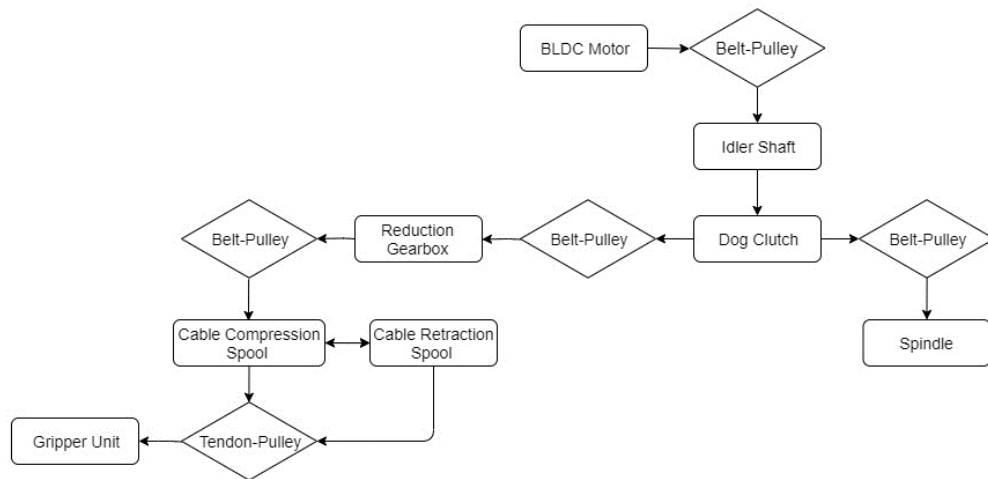 BLDC Motor
Belt-Pulley
Idler Shaft
Belt-Pulley
Reduction
Gearbox
Belt-Pulley
Dog Clutch
Belt-Pulley
Cable Compression
Spool
Cable Retraction
Spool
Spindle
Gripper Unit
Tendon-Pulley